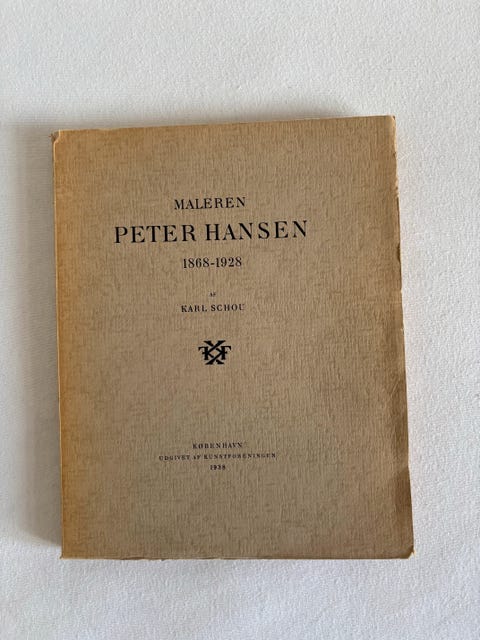 MALEREN
PETER HANSEN
1868-1928
AF
KARL SCHOU
KØBENHAVN
UDGIVET AF KUNSTFORENINGEN
1938